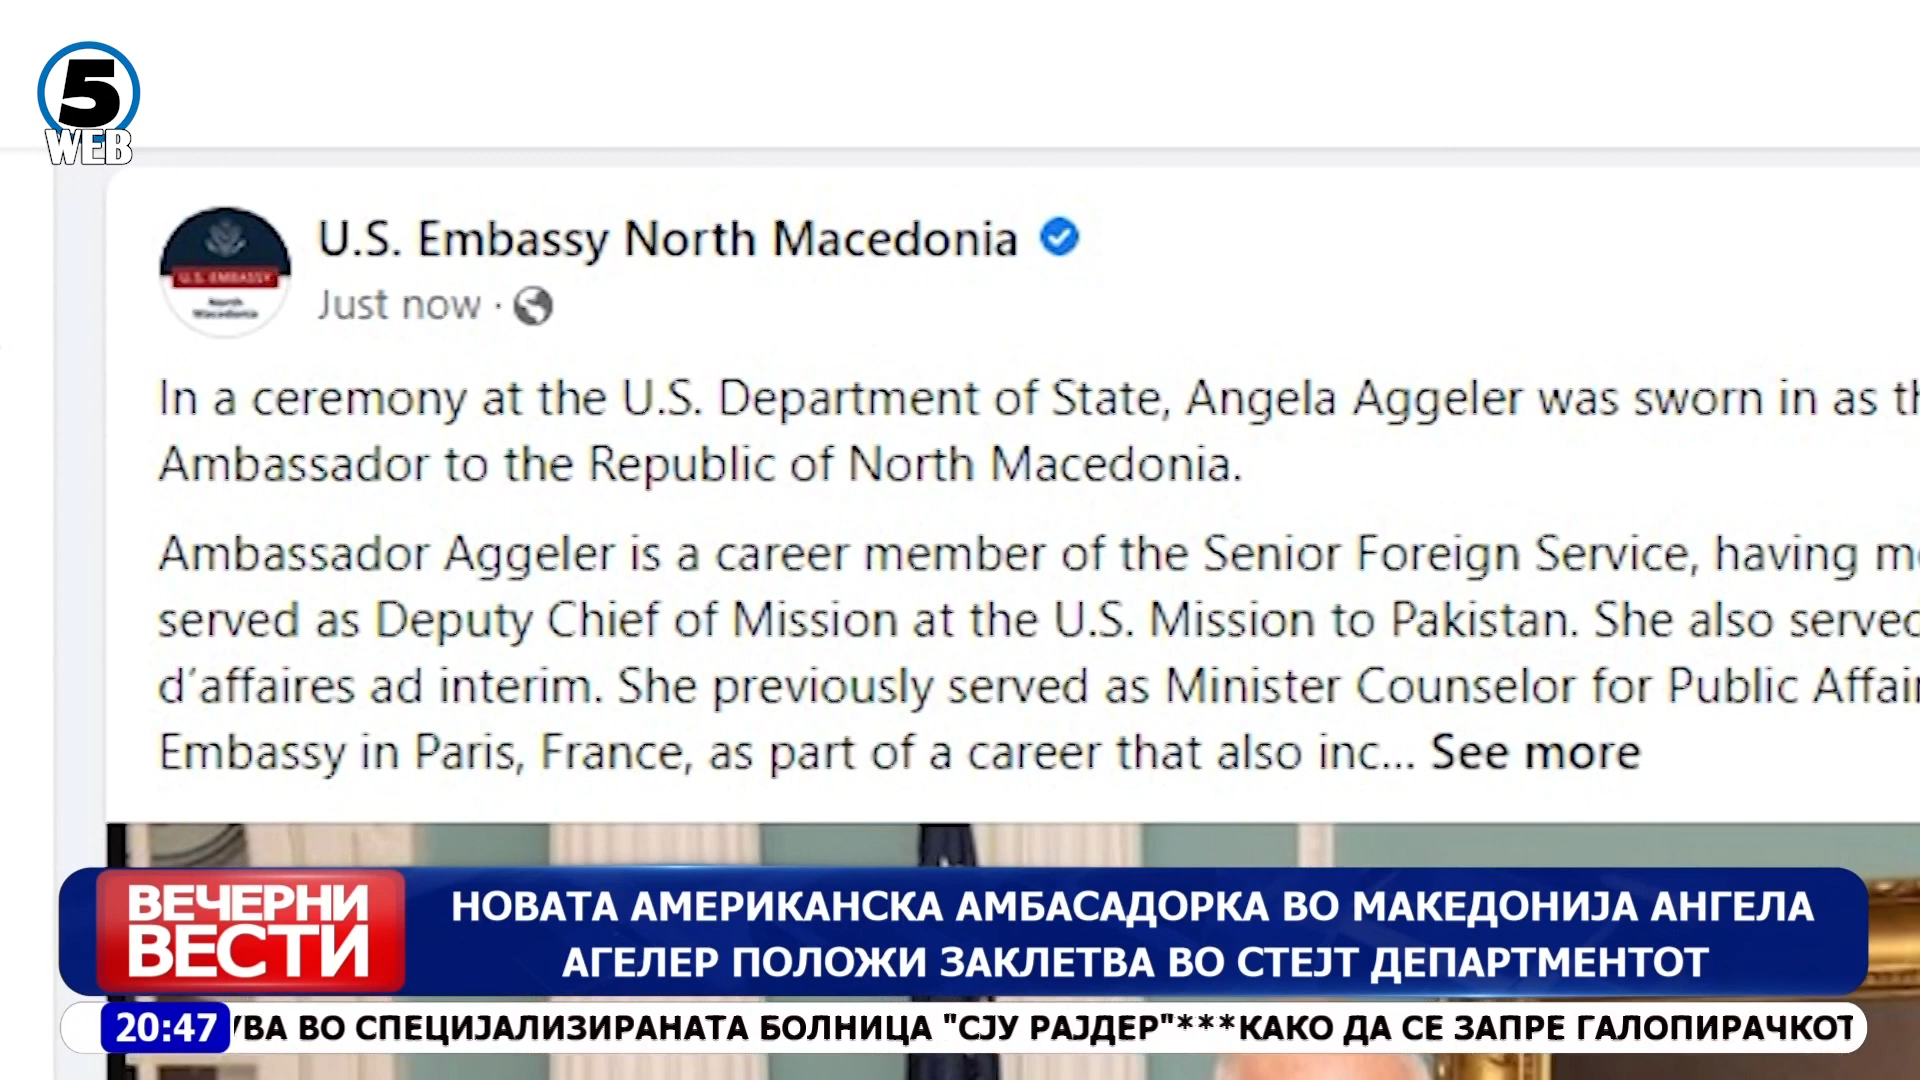 5
WEB
U.S. Embassy North Macedonia
U.S. EMBASSY
North
Macedonia
Just now ·
In a ceremony at the U.S. Department of State, Angela Aggeler was sworn in as
Ambassador to the Republic of North Macedonia.
Ambassador Aggeler is a career member of the Senior Foreign Service, having
served as Deputy Chief of Mission at the U.S. Mission to Pakistan. She also served
d'affaires ad interim. She previously served as Minister Counselor for Public
Embassy in Paris, France, as part of a career that also inc... See more
ВЕЧЕРНИ
ВЕСТИ
НОВАТА АМЕРИКАНСКА АМБАСАДОРКА ВО МАКЕДОНИЈА АНГЕЛА
АГЕЛЕР ПОЛОЖИ ЗАКЛЕТВА ВО СТЕЈТ ДЕПАРТМЕНТОТ
20:47 ВО СПЕЦИЈАЛИЗИРАНАТА БОЛНИЦА "СЈУ РАЈДЕР"***КАКО ДА СЕ ЗАПРЕ ГАЛОПИРАЧКОТ